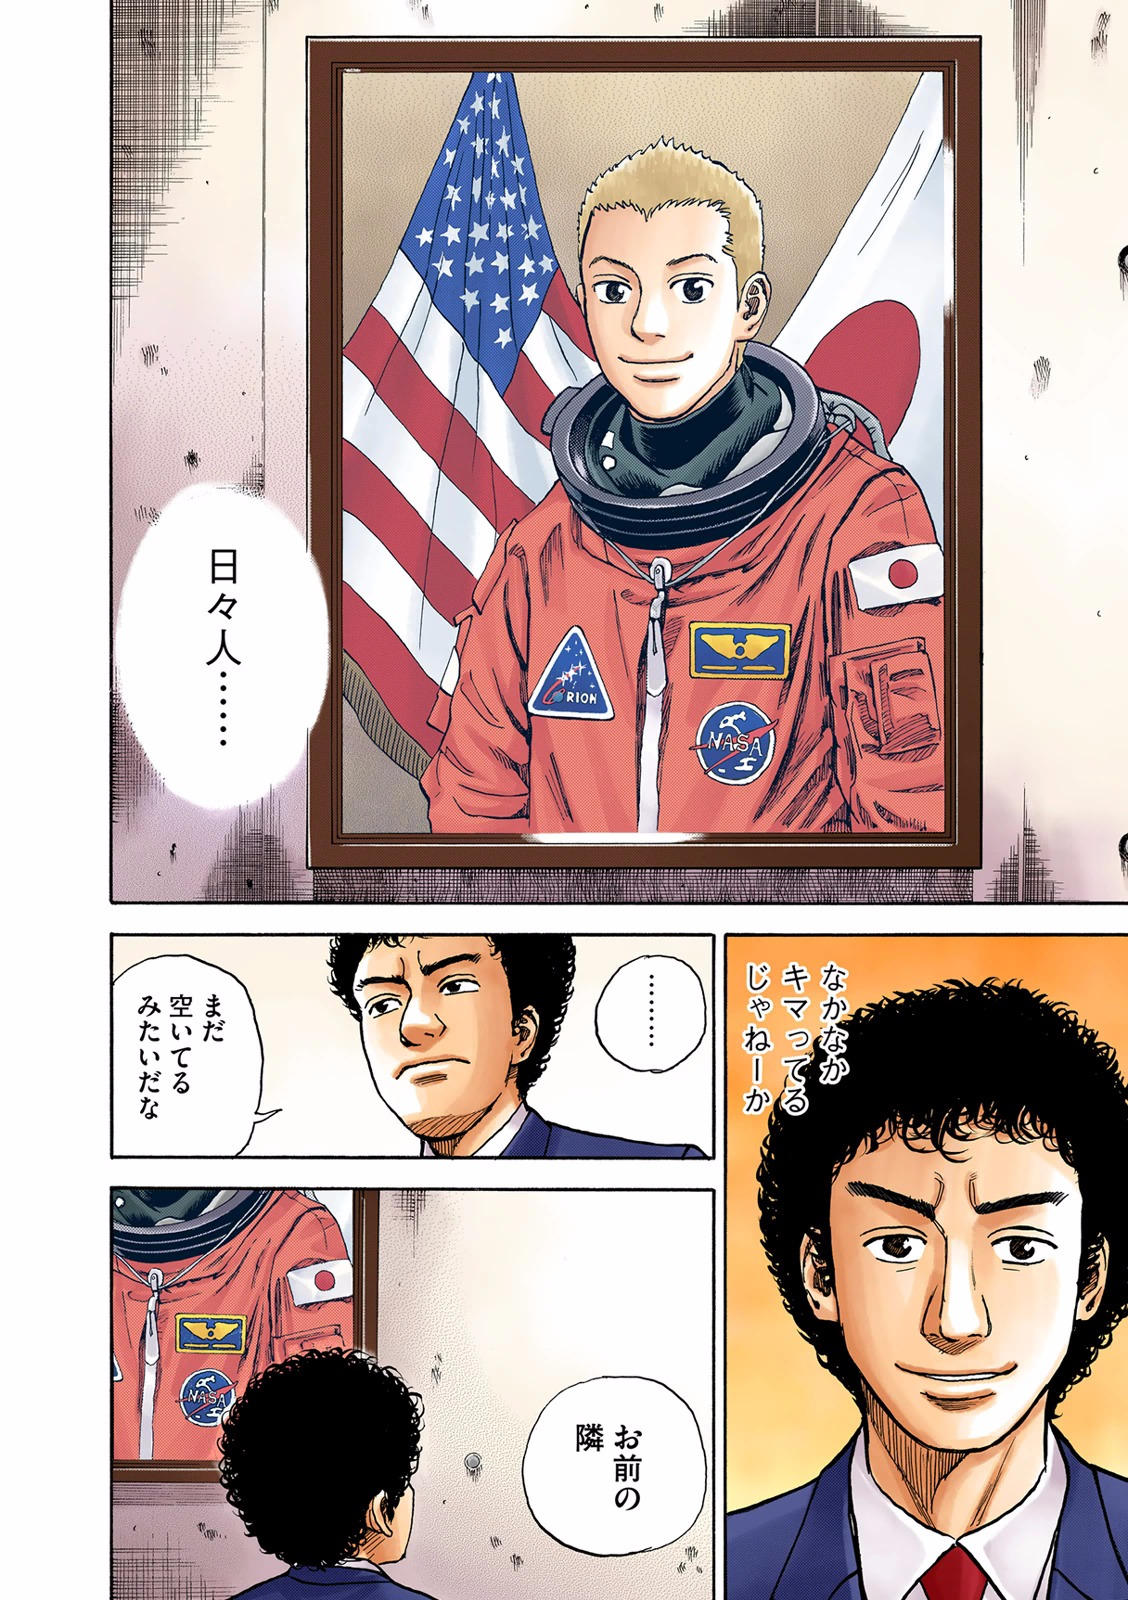 日々人……
ORION
NASA
なかなか
キマってる
じゃねーか
………
まだ
空いてる
みたいだな
NASA
お前の
隣